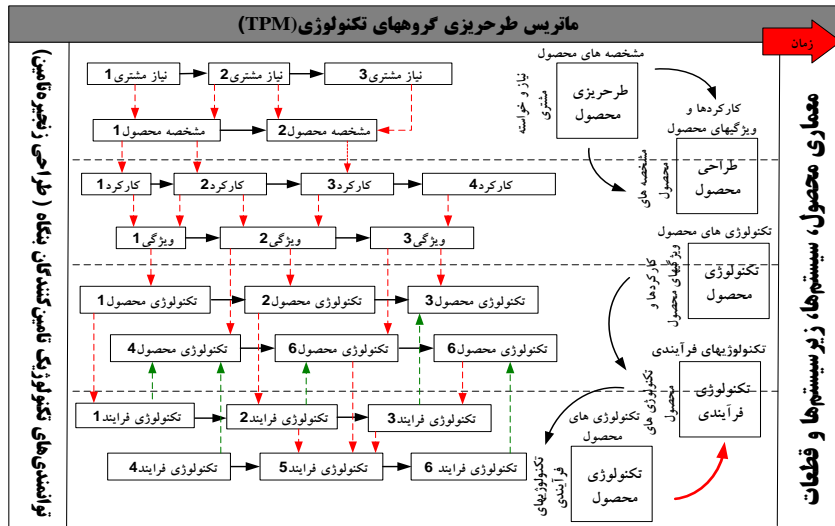 ماتریس طرحریزی گروههای تکنولوژی(TPM)
زمان
معماری محصول، سیستم‌ها، زیرسیستم‌ها و قطعات
توانمندی‌های تکنولوژیک تامین‌کنندگان بنگاه ( طراحی زنجیره‌تامین)
نیاز مشتری1
نیاز مشتری2
نیاز مشتری3
مشخصه محصول1
مشخصه محصول2
کارکرد1
کارکرد2
کارکرد3
کارکرد4
ویژگی1
ویژگی2
ویژگی3
تکنولوژی محصول1
تکنولوژی محصول2
تکنولوژی محصول3
تکنولوژی محصول4
تکنولوژی محصول6
تکنولوژی محصول6
تکنولوژی فرایند1
تکنولوژی فرایند2
تکنولوژی فرایند3
تکنولوژی فرایند4
تکنولوژی فرایند5
تکنولوژی فرایند 6
مشخصه های محصول
نیاز و خواسته
مشتری
طرحریزی
محصول
کارکردها و
ویژگیهای محصول
مشخصه های
محصول
طراحی
محصول
تکنولوژی های محصول
کارکردها و
ویژگیهای محصول
تکنولوژی
محصول
تکنولوژیهای فرآیندی
تکنولوژی های
محصول
تکنولوژی
فرآیندی
تکنولوژی های
محصول
تکنولوژیهای
فرآیندی
تکنولوژی
محصول